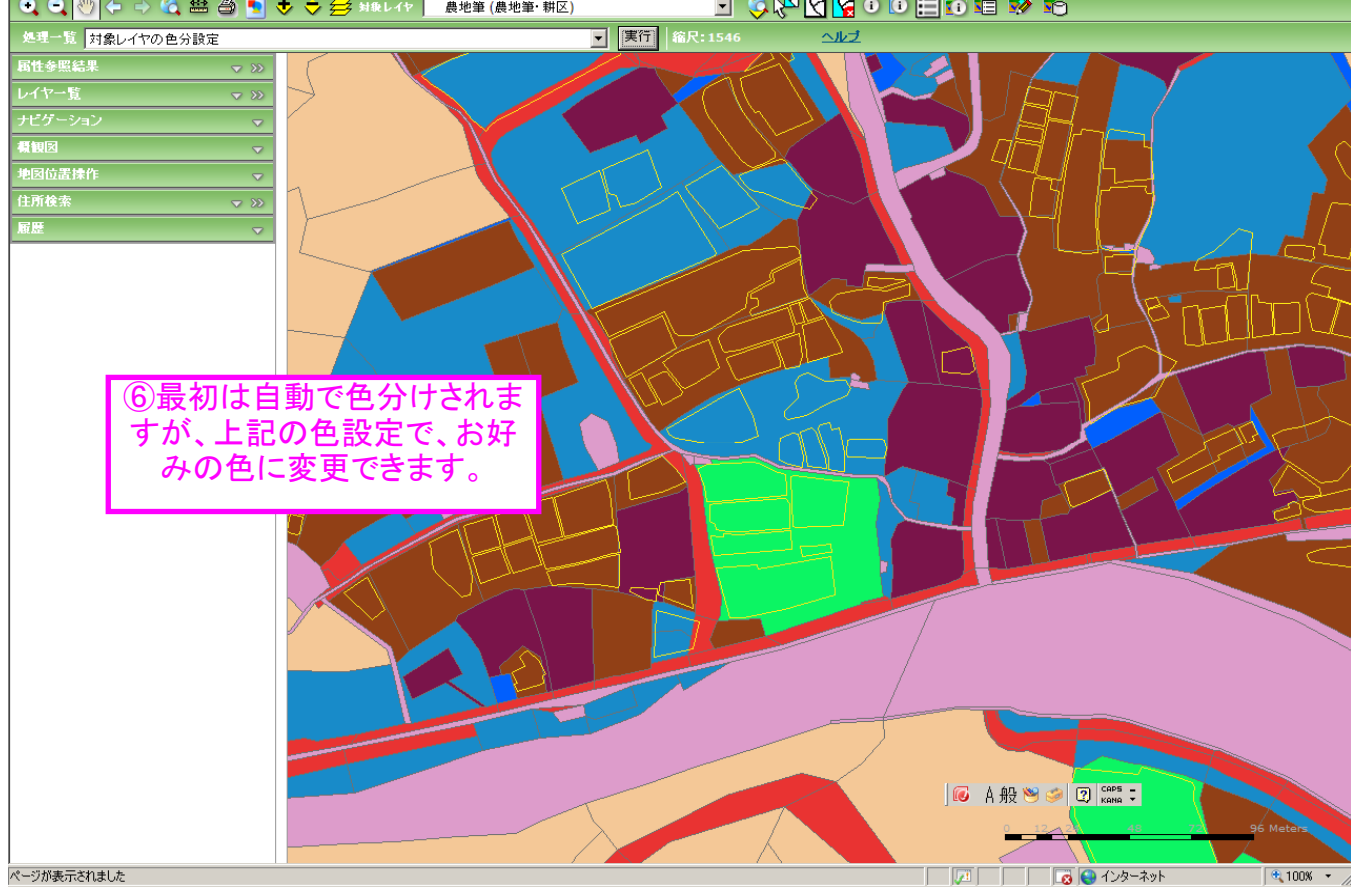 対象レイヤ 農地筆 (農地筆・耕区)
処理一覧 対象レイヤの色分設定 実行 縮尺:1546 ヘルプ
属性参照結果
レイヤ一覧
ナビゲーション
概観図
地図位置操作
住所検索
履歴
⑥最初は自動で色分けされま
すが、上記の色設定で、お好
みの色に変更できます。
A 般 CAPS
KANA
0 12 24 48 72 96 Meters
ページが表示されました インターネット 100%